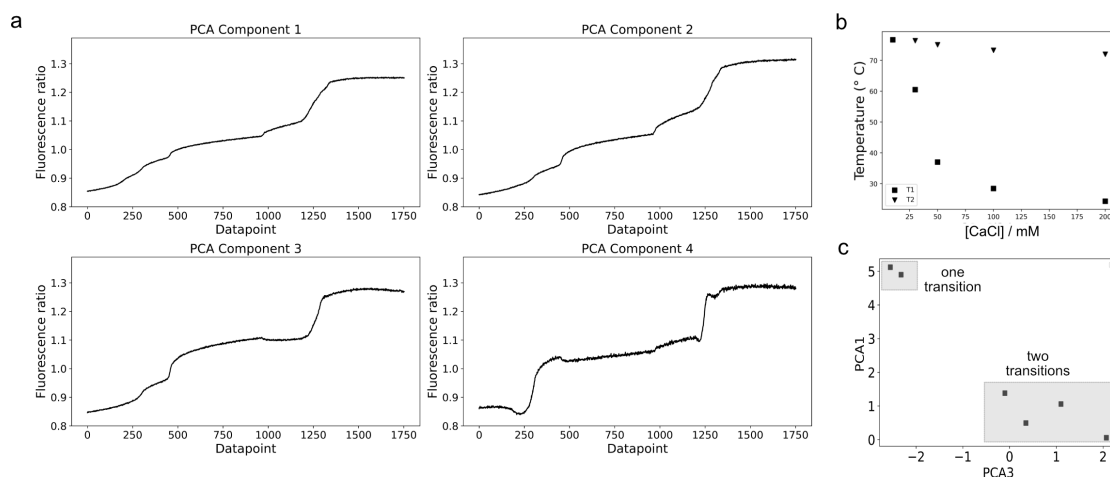 a
PCA Component 1
Fluorescence ratio
1.3
1.2
1.1
1.0
0.9
0.8
0 250 500 750 1000 1250 1500 1750
Datapoint
PCA Component 2
Fluorescence ratio
1.3
1.2
1.1
1.0
0.9
0.8
0 250 500 750 1000 1250 1500 1750
Datapoint
PCA Component 3
Fluorescence ratio
1.3
1.2
1.1
1.0
0.9
0.8
0 250 500 750 1000 1250 1500 1750
Datapoint
PCA Component 4
Fluorescence ratio
1.3
1.2
1.1
1.0
0.9
0.8
0 250 500 750 1000 1250 1500 1750
Datapoint
b
Temperature (° C)
70
60
50
40
30
T1
T2
25 50 75 100 125 150 175 200
[CaCl] / mM
c
PCA1
5
4
3
2
1
0
one
transition
two
transitions
−2 −1 0 1 2
PCA3